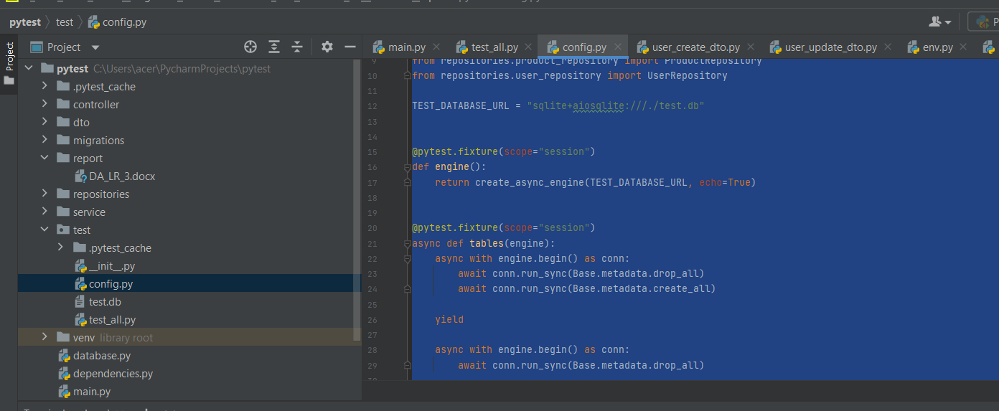 pytest test config.py
P
Project
Project
main.py test_all.py config.py user_create_dto.py user_update_dto.py env.py
pytest C:\Users\acer\PycharmProjects\pytest
.pytest_cache
controller
dto
migrations
report
DA_LR_3.docx
repositories
service
test
.pytest_cache
__init__.py
config.py
test.db
test_all.py
venv library root
database.py
dependencies.py
main.py
9 from repositories.product_repository import ProductRepository
10 from repositories.user_repository import UserRepository
11
12 TEST_DATABASE_URL = "sqlite+aiosqlite:///./test.db"
13
14
15 @pytest.fixture(scope="session")
16 def engine():
17 return create_async_engine(TEST_DATABASE_URL, echo=True)
18
19
20 @pytest.fixture(scope="session")
21 async def tables(engine):
22 async with engine.begin() as conn:
23 await conn.run_sync(Base.metadata.drop_all)
24 await conn.run_sync(Base.metadata.create_all)
25
26 yield
27
28 async with engine.begin() as conn:
29 await conn.run_sync(Base.metadata.drop_all)